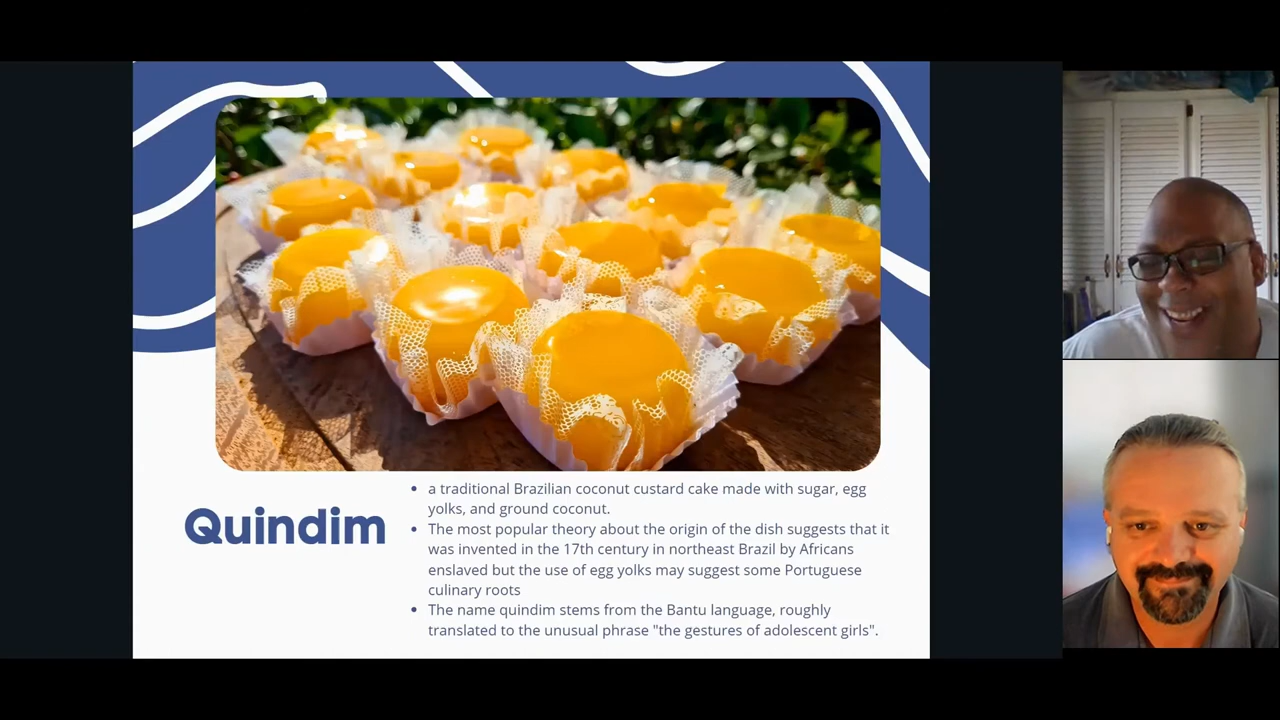 Quindim
a traditional Brazilian coconut custard cake made with sugar, egg
yolks, and ground coconut.
The most popular theory about the origin of the dish suggests that it
was invented in the 17th century in northeast Brazil by Africans
enslaved but the use of egg yolks may suggest some Portuguese
culinary roots
The name quindim stems from the Bantu language, roughly
translated to the unusual phrase "the gestures of adolescent girls".